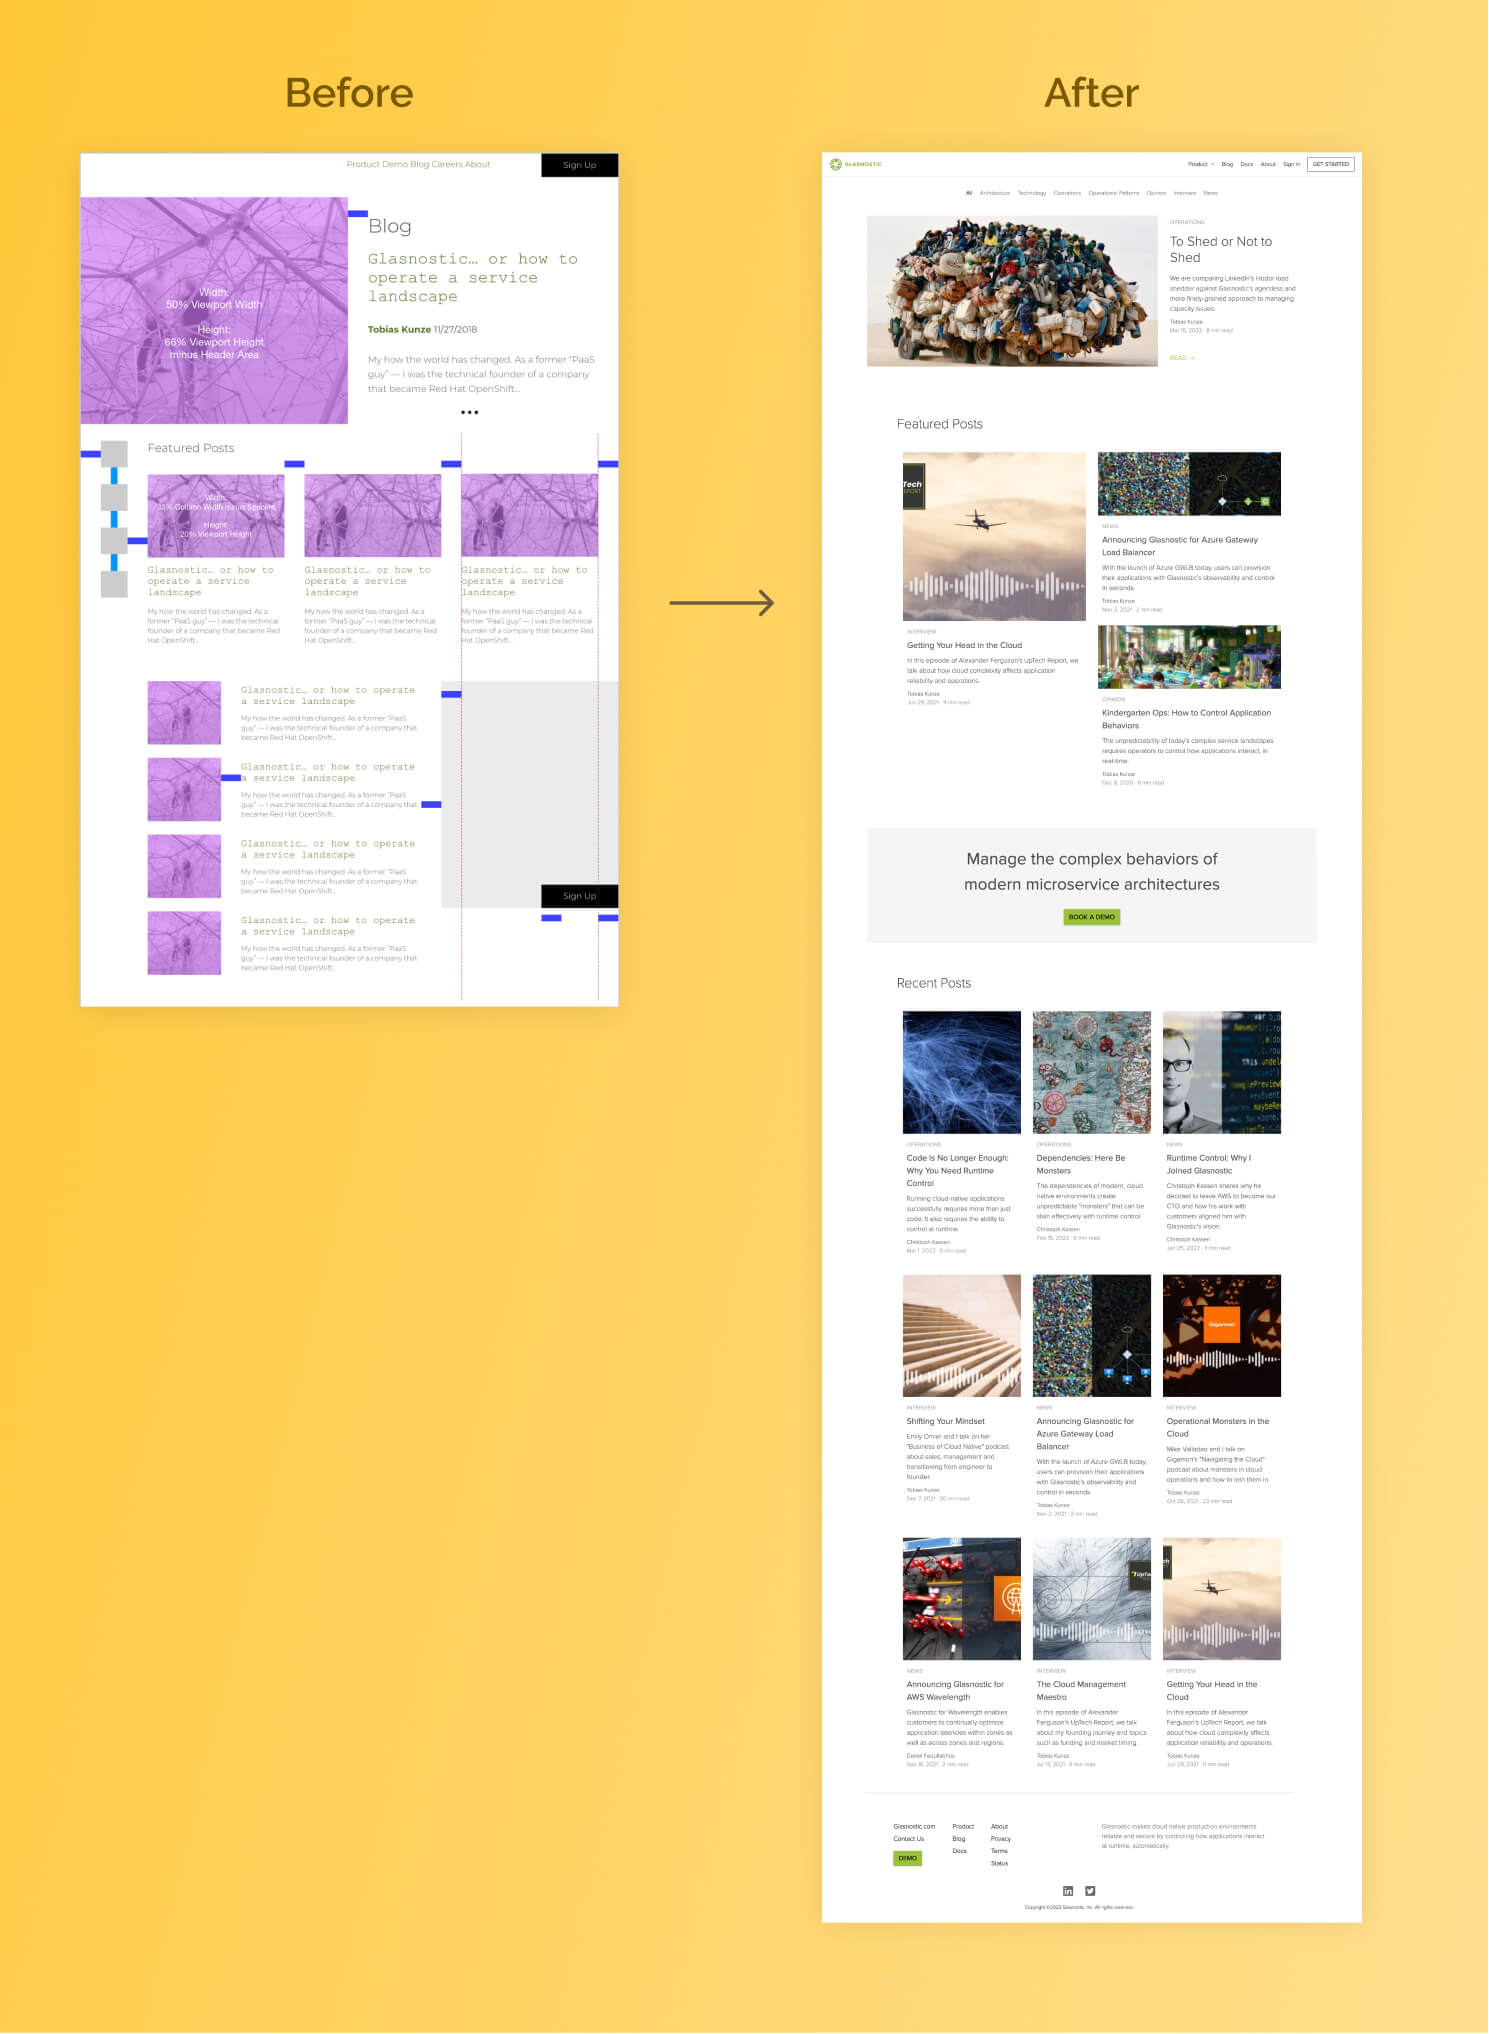 Before
After
Product Demo Blog Careers About
Sign Up
Width:
50% Viewport Width
Height:
66% Viewport Height
minus Header Area
Blog
Glasnostic… or how to
operate a service
landscape
Tobias Kunze 11/27/2018
My how the world has changed. As a former “PaaS
guy” — I was the technical founder of a company
that became Red Hat OpenShift…
Featured Posts
Width:
33% Column Width minus Spacers
Height:
20% Viewport Height
Glasnostic… or how to
operate a service
landscape
My how the world has changed. As a
former “PaaS guy” — I was the technical
founder of a company that became Red
Hat OpenShift…
Glasnostic… or how to
operate a service
landscape
My how the world has changed. As a
former “PaaS guy” — I was the technical
founder of a company that became Red
Hat OpenShift…
Glasnostic… or how to
operate a service
landscape
My how the world has changed. As a
former “PaaS guy” — I was the technical
founder of a company that became Red
Hat OpenShift…
Glasnostic… or how to operate
a service landscape
My how the world has changed. As a former “PaaS
guy” — I was the technical founder of a company that
became Red Hat OpenShift…
Glasnostic… or how to operate
a service landscape
My how the world has changed. As a former “PaaS
guy” — I was the technical founder of a company that
became Red Hat OpenShift…
Glasnostic… or how to operate
a service landscape
My how the world has changed. As a former “PaaS
guy” — I was the technical founder of a company that
became Red Hat OpenShift…
Glasnostic… or how to operate
a service landscape
My how the world has changed. As a former “PaaS
guy” — I was the technical founder of a company that
became Red Hat OpenShift…
Sign Up
GLASNOSTIC
Product Blog Docs About Sign in GET STARTED
All Architecture Technology Operations Operational Patterns Opinion Interview News
OPERATIONS
To Shed or Not to
Shed
We are comparing LinkedIn's Hodor load
shedder against Glasnostic's agentless and
more finely-grained approach to managing
capacity issues.
Tobias Kunze
Mar 15, 2022 · 8 min read
READ →
Featured Posts
Tech
PORT
INTERVIEW
Getting Your Head in the Cloud
In this episode of Alexander Ferguson's UpTech Report, we
talk about how cloud complexity affects application
reliability and operations.
Tobias Kunze
Jun 29, 2021 · 11 min read
NEWS
Announcing Glasnostic for Azure Gateway
Load Balancer
With the launch of Azure GWLB today, users can provision
their applications with Glasnostic's observability and control
in seconds.
Tobias Kunze
Nov 2, 2021 · 2 min read
OPINION
Kindergarten Ops: How to Control Application
Behaviors
The unpredictability of today's complex service landscapes
requires operators to control how applications interact, in
real-time.
Tobias Kunze
Dec 8, 2020 · 6 min read
Manage the complex behaviors of
modern microservice architectures
BOOK A DEMO
Recent Posts
OPERATIONS
Code Is No Longer Enough:
Why You Need Runtime
Control
Running cloud-native applications
successfully requires more than just
code. It also requires the ability to
control at runtime.
Christoph Kassen
Mar 1, 2022 · 5 min read
OPERATIONS
Dependencies: Here Be
Monsters
The dependencies of modern, cloud
native environments create
unpredictable "monsters" that can be
slain effectively with runtime control.
Christoph Kassen
Feb 15, 2022 · 5 min read
NEWS
Runtime Control: Why I
Joined Glasnostic
Christoph Kassen shares why he
decided to leave AWS to become our
CTO and how his work with
customers aligned him with
Glasnostic's vision.
Christoph Kassen
Jan 25, 2022 · 3 min read
INTERVIEW
Shifting Your Mindset
Emily Omier and I talk on her
"Business of Cloud Native" podcast
about sales, management and
transitioning from engineer to
founder.
Tobias Kunze
Dec 7, 2021 · 20 min read
NEWS
Announcing Glasnostic for
Azure Gateway Load
Balancer
With the launch of Azure GWLB today,
users can provision their applications
with Glasnostic's observability and
control in seconds.
Tobias Kunze
Nov 2, 2021 · 2 min read
Gigamon
INTERVIEW
Operational Monsters in the
Cloud
Mike Valladao and I talk on
Gigamon's "Navigating the Cloud"
podcast about monsters in cloud
operations and how to rein them in.
Tobias Kunze
Oct 26, 2021 · 23 min read
NEWS
Announcing Glasnostic for
AWS Wavelength
Glasnostic for Wavelength enables
customers to continually optimize
application latencies within zones as
well as across zones and regions.
Sep 16, 2021 · 2 min read
INTERVIEW
The Cloud Management
Maestro
In this episode of Alexander
Ferguson's UpTech Report, we talk
about my founding journey and topics
such as funding and market timing.
Tobias Kunze
Jul 13, 2021 · 9 min read
INTERVIEW
Getting Your Head in the
Cloud
In this episode of Alexander
Ferguson's UpTech Report, we talk
about how cloud complexity affects
application reliability and operations.
Tobias Kunze
Jun 29, 2021 · 11 min read
Glasnostic.com
Contact Us
DEMO
Product
Blog
Docs
About
Privacy
Terms
Status
Glasnostic makes cloud native production environments
reliable and secure by controlling how applications interact
at runtime, automatically.
Copyright ©2022 Glasnostic, Inc. All rights reserved.